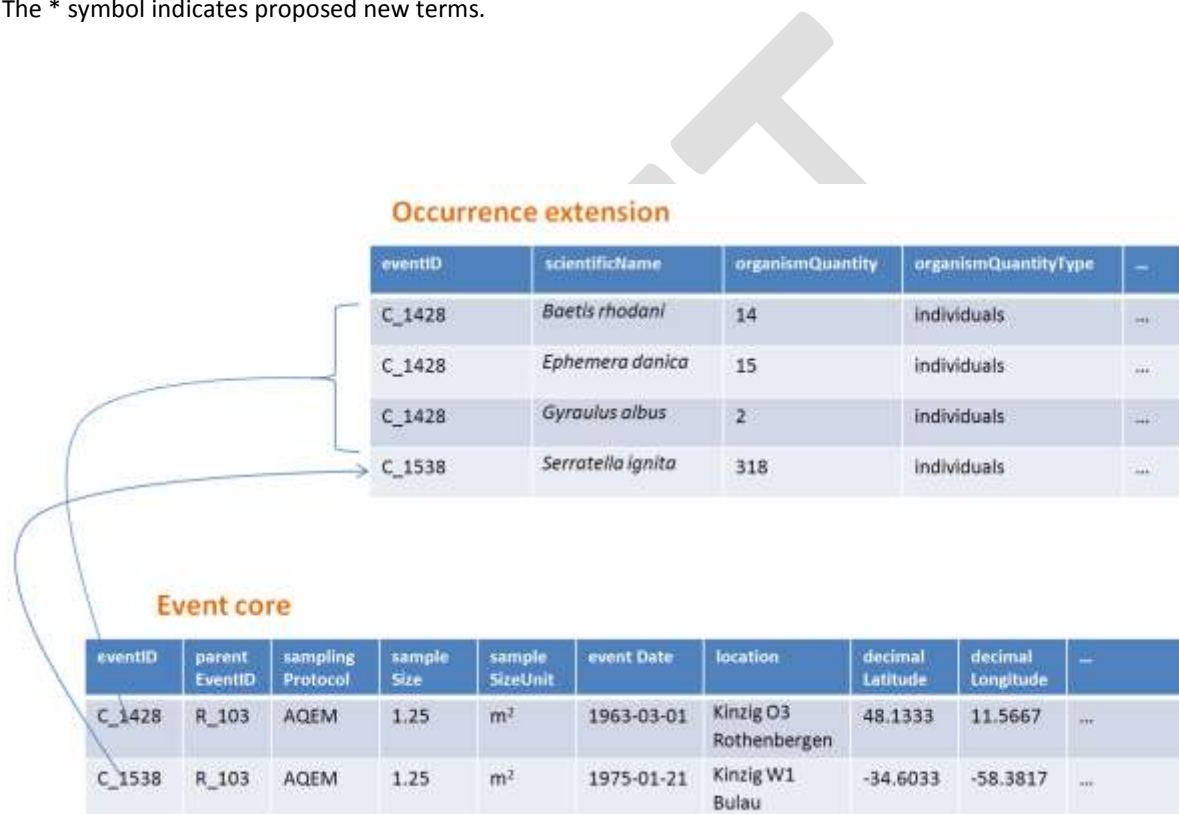 The * symbol indicates proposed new terms.
Occurrence extension
eventID scientificName organismQuantity organismQuantityType ...
C_1428 Baetis rhodani 14 individuals ...
C_1428 Ephemera danica 15 individuals ...
C_1428 Gyraulus albus 2 individuals ...
C_1538 Serratella ignita 318 individuals ...
Event core
eventID parent EventID sampling Protocol sample Size sample SizeUnit event Date location decimal Latitude decimal Longitude ...
C_1428 R_103 AQEM 1.25 m² 1963-03-01 Kinzig O3 Rothenbergen 48.1333 11.5667 ...
C_1538 R_103 AQEM 1.25 m² 1975-01-21 Kinzig W1 Bulau -34.6033 -58.3817 ...